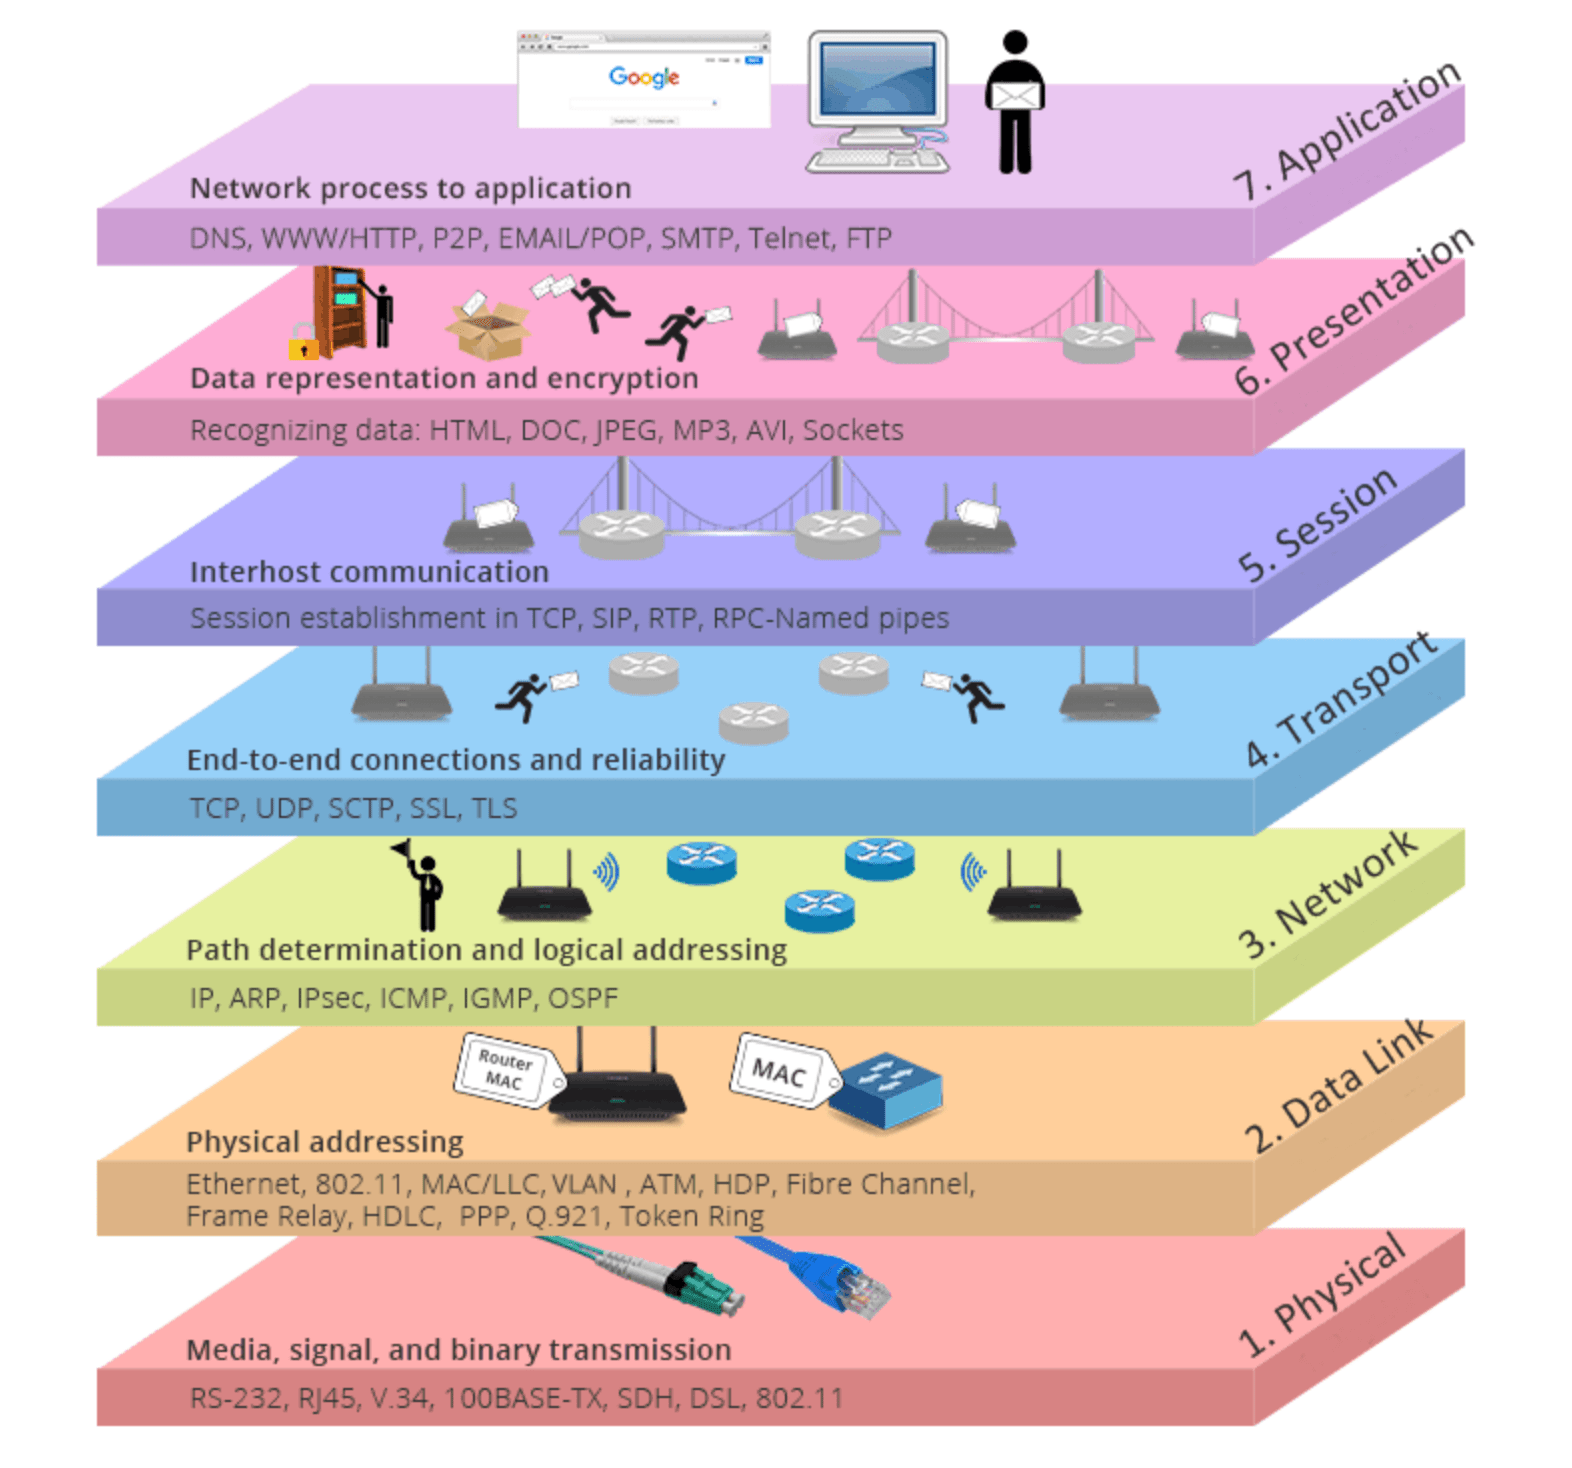 Google
Network process to application
DNS, WWW/HTTP, P2P, EMAIL/POP, SMTP, Telnet, FTP
7. Application
Data representation and encryption
Recognizing data: HTML, DOC, JPEG, MP3, AVI, Sockets
6. Presentation
Interhost communication
Session establishment in TCP, SIP, RTP, RPC-Named pipes
5. Session
End-to-end connections and reliability
TCP, UDP, SCTP, SSL, TLS
4. Transport
Path determination and logical addressing
IP, ARP, IPsec, ICMP, IGMP, OSPF
3. Network
Router
MAC
MAC
Physical addressing
Ethernet, 802.11, MAC/LLC, VLAN , ATM, HDP, Fibre Channel,
Frame Relay, HDLC, PPP, Q.921, Token Ring
2. Data Link
Media, signal, and binary transmission
RS-232, RJ45, V.34, 100BASE-TX, SDH, DSL, 802.11
1. Physical